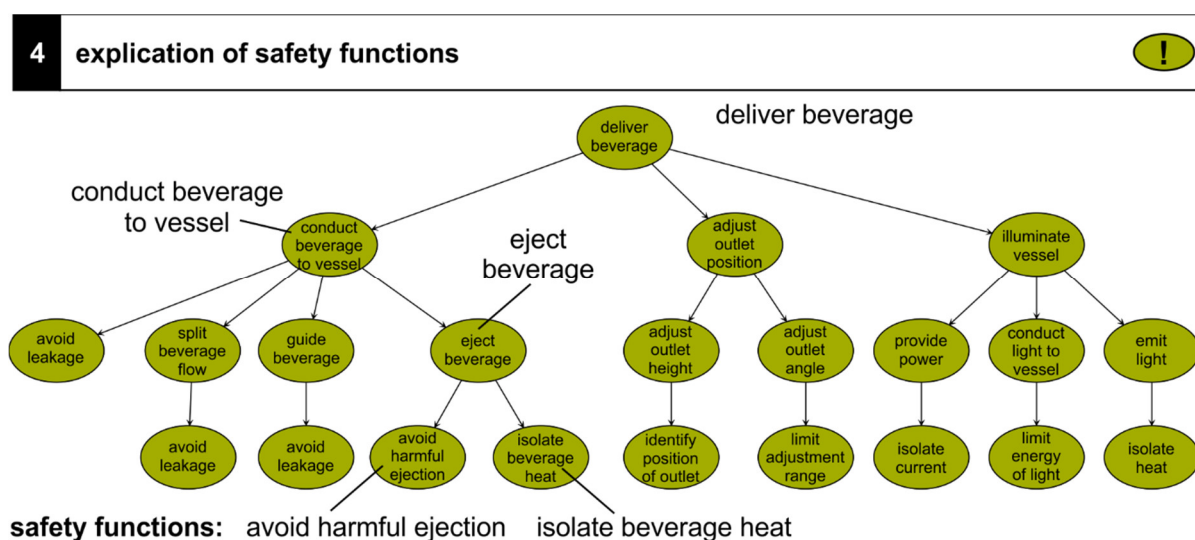 4 explication of safety functions !
deliver beverage
deliver
beverage
conduct beverage
to vessel
conduct
beverage
to vessel
eject
beverage
adjust
outlet
position
illuminate
vessel
avoid
leakage
split
beverage
flow
guide
beverage
eject
beverage
adjust
outlet
height
adjust
outlet
angle
provide
power
conduct
light to
vessel
emit
light
avoid
leakage
avoid
leakage
avoid
harmful
ejection
isolate
beverage
heat
identify
position
of outlet
limit
adjustment
range
isolate
current
limit
energy
of light
isolate
heat
safety functions: avoid harmful ejection isolate beverage heat